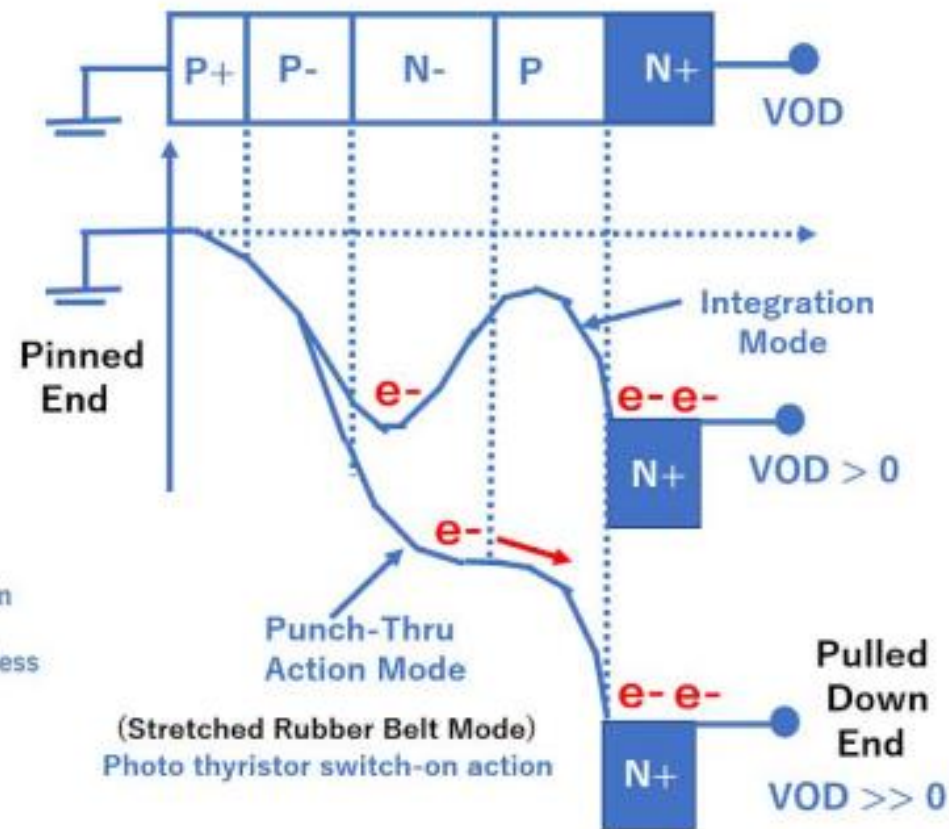 P+ P- N- P N+
VOD
Integration
Mode
Pinned
End
e-
e- e-
N+
VOD > 0
e-
Punch-Thru
Action Mode
(Stretched Rubber Belt Mode)
Photo thyristor switch-on action
e- e-
N+
Pulled
Down
End
VOD >> 0